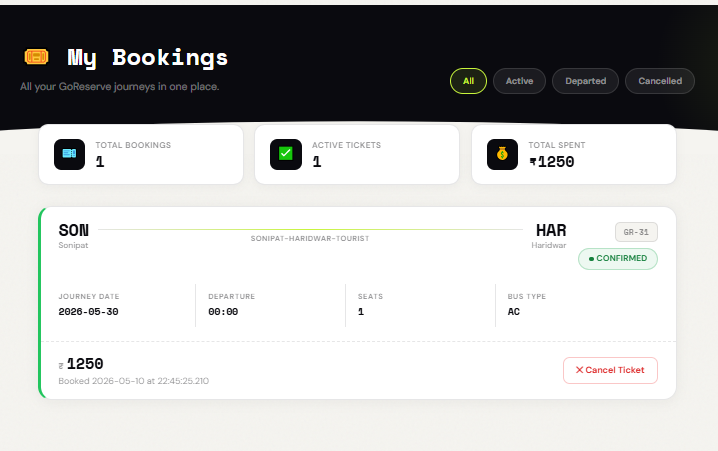 My Bookings
All your GoReserve journeys in one place.
All
Active
Departed
Cancelled
TOTAL BOOKINGS
1
ACTIVE TICKETS
1
TOTAL SPENT
₹1250
SON
Sonipat
SONIPAT-HARIDWAR-TOURIST
HAR
Haridwar
GR-31
CONFIRMED
JOURNEY DATE
2026-05-30
DEPARTURE
00:00
SEATS
1
BUS TYPE
AC
₹ 1250
Booked 2026-05-10 at 22:45:25.210
✕ Cancel Ticket